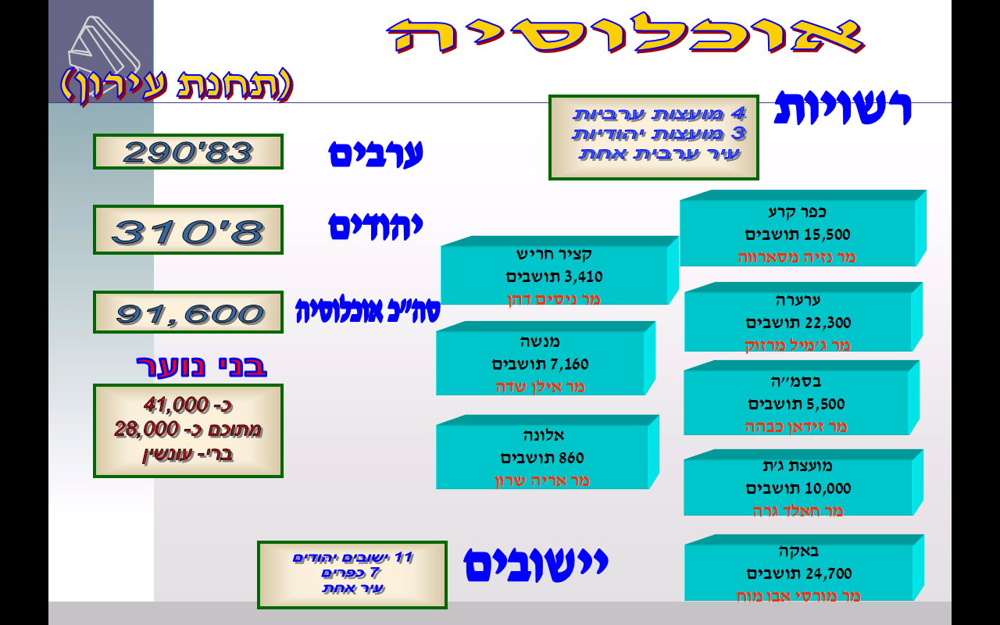 אוכלוסיה
(תחנת עירון)
רשויות
4 מועצות ערביות
3 מועצות יהודיות
עיר ערבית אחת
ערבים
290'83
יהודים
310'8
סה"כ אוכלוסיה
91,600
בני נוער
כ- 41,000
מתוכם כ- 28,000
ברי- עונשין
כפר קרע
15,500 תושבים
מר נזיה מסארווה
ערערה
22,300 תושבים
מר ג'מיל מרזוק
בסמ"ה
5,500 תושבים
מר זידאן כבהה
מועצת ג'ת
10,000 תושבים
מר חאלד גרה
באקה
24,700 תושבים
מר מורסי אבו מוח
קציר חריש
3,410 תושבים
מר ניסים דהן
מנשה
7,160 תושבים
מר אילן שדה
אלונה
860 תושבים
מר אריה שרון
יישובים
11 ישובים יהודים
7 כפרים
עיר אחת